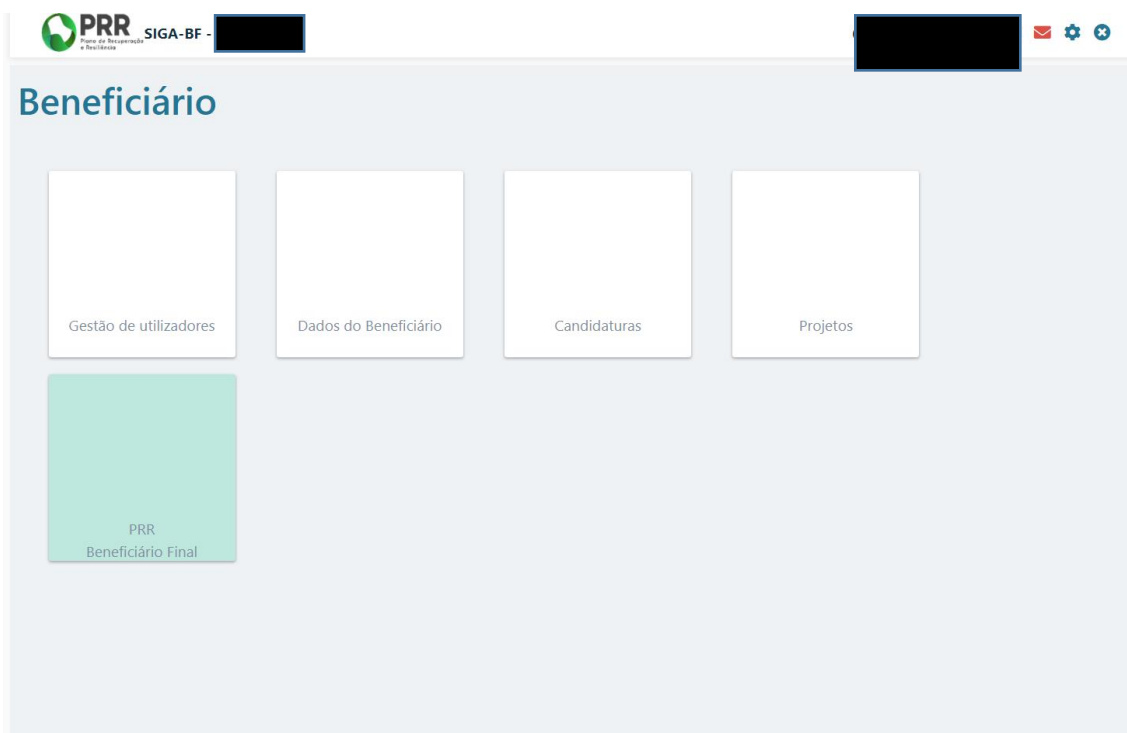 PRR
Plano de Recuperação
e Resiliência
SIGA-BF -
Beneficiário
Gestão de utilizadores
Dados do Beneficiário
Candidaturas
Projetos
PRR
Beneficiário Final